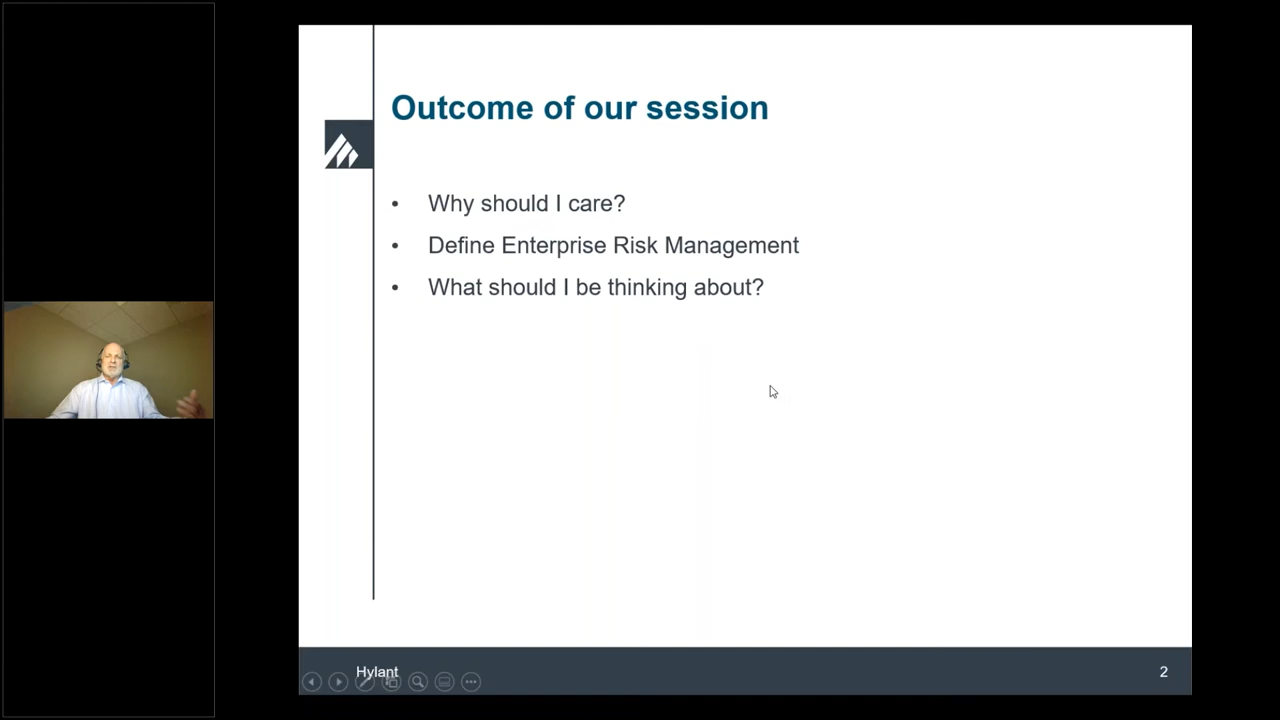 Outcome of our session
• Why should I care?
• Define Enterprise Risk Management
• What should I be thinking about?
Hylant
2